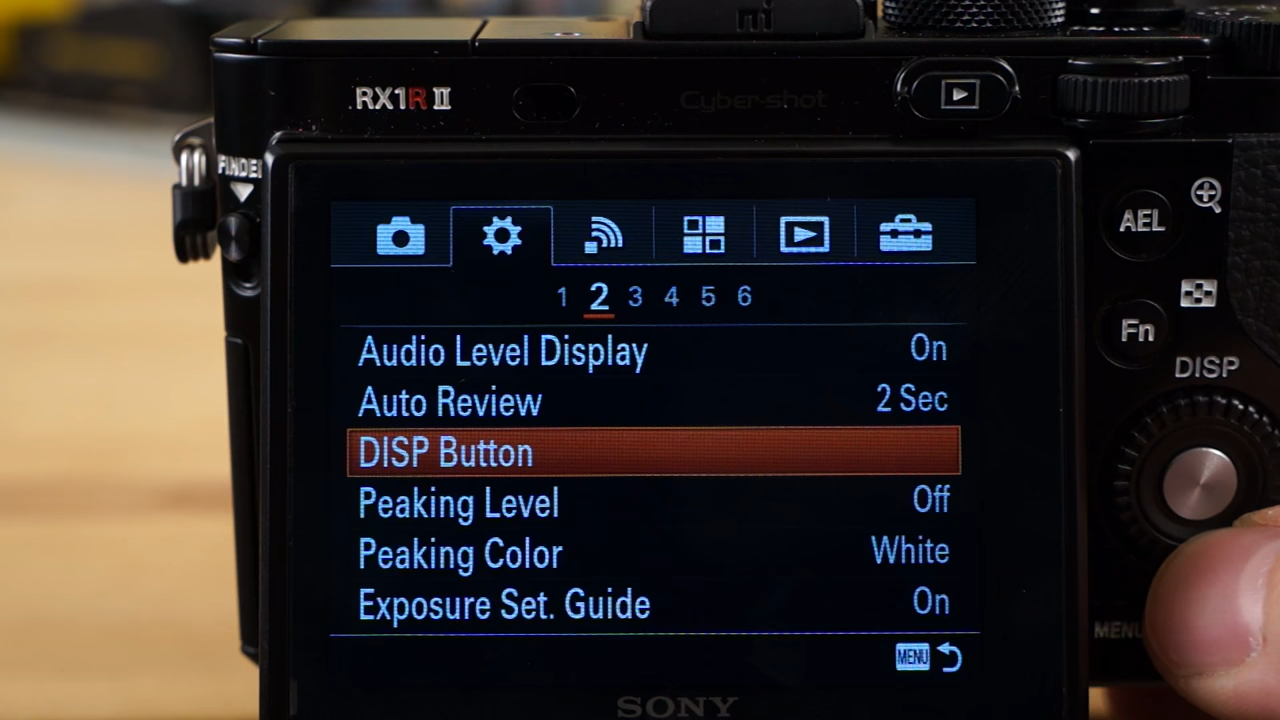 mi
RX1R II
Cyber-shot
FINDER
AEL
Fn
DISP
1 2 3 4 5 6
Audio Level Display On
Auto Review 2 Sec
DISP Button
Peaking Level Off
Peaking Color White
Exposure Set. Guide On
MENU
MENU
SONY